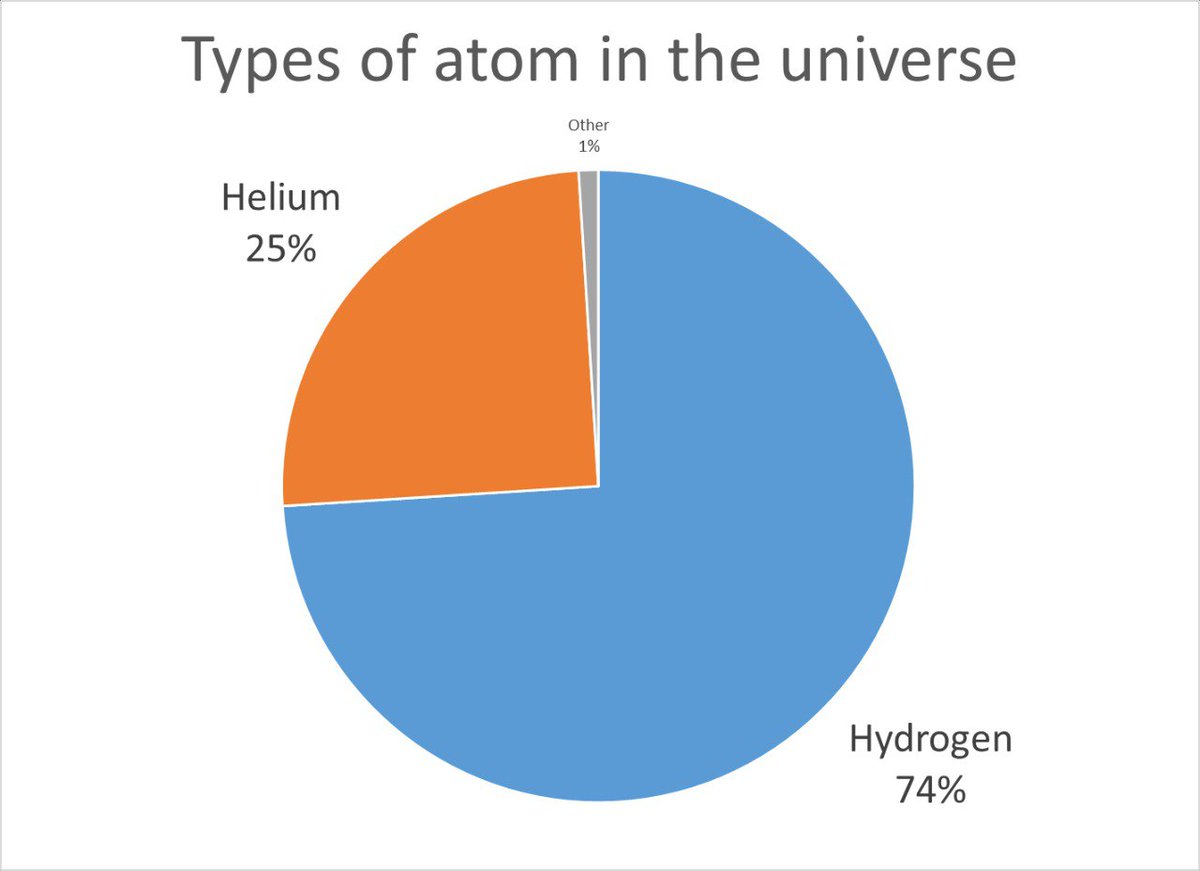 Types of atom in the universe
Other
1%
Helium
25%
Hydrogen
74%